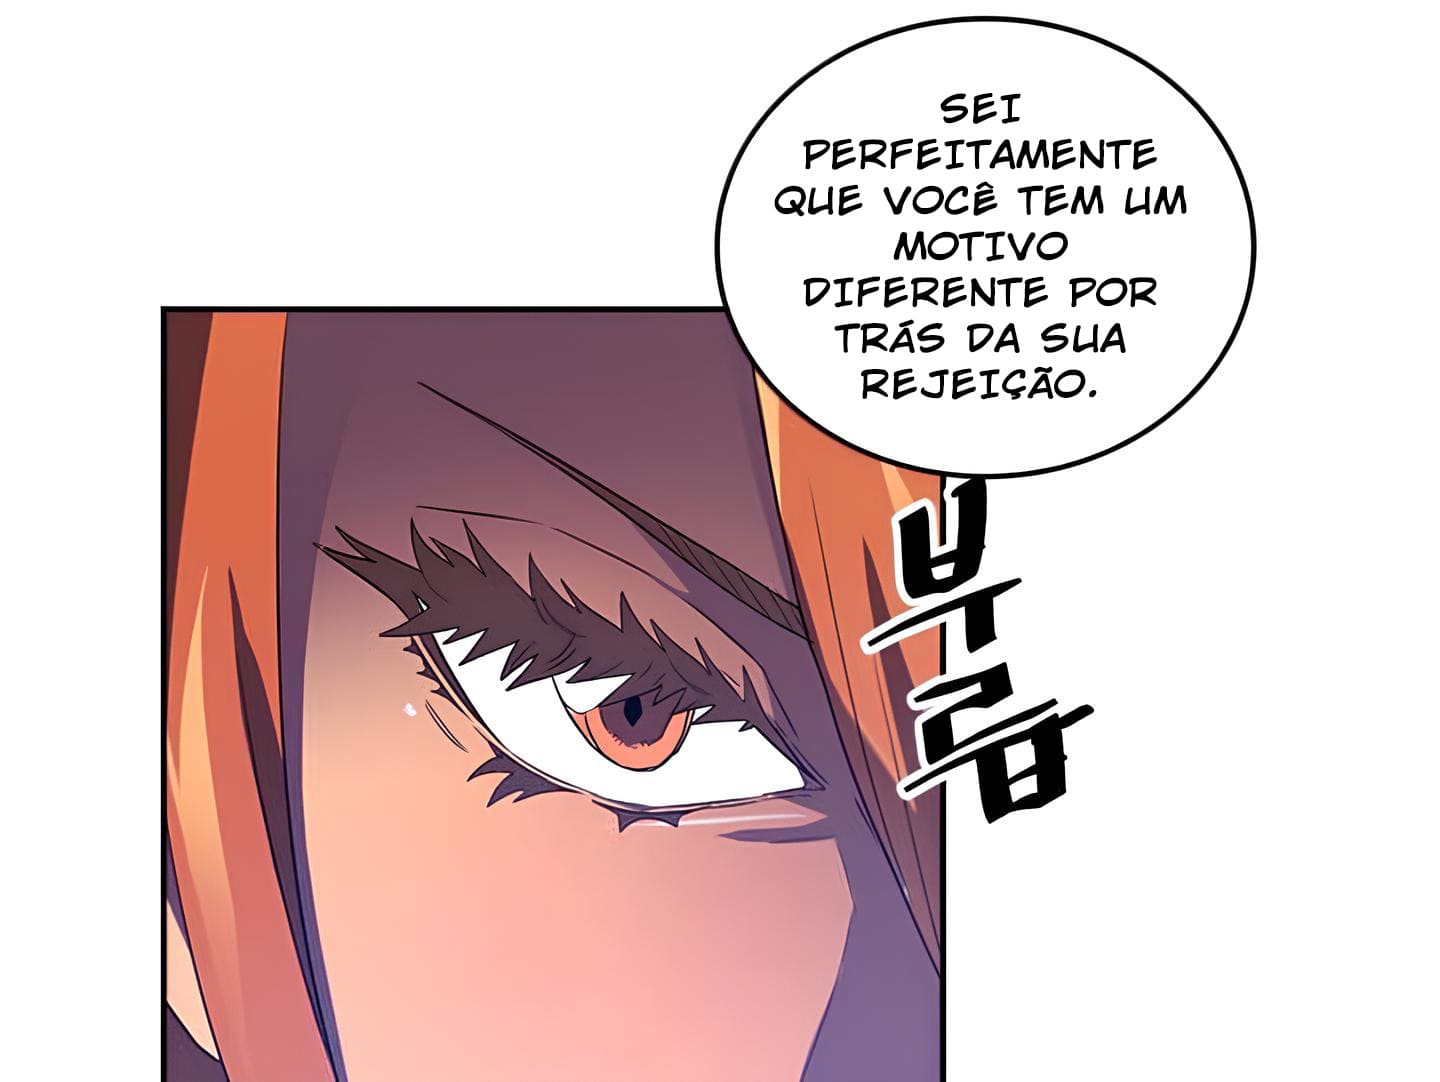 SEI
PERFEITAMENTE
QUE VOCÊ TEM UM
MOTIVO
DIFERENTE POR
TRÁS DA SUA
REJEIÇÃO.
부릅